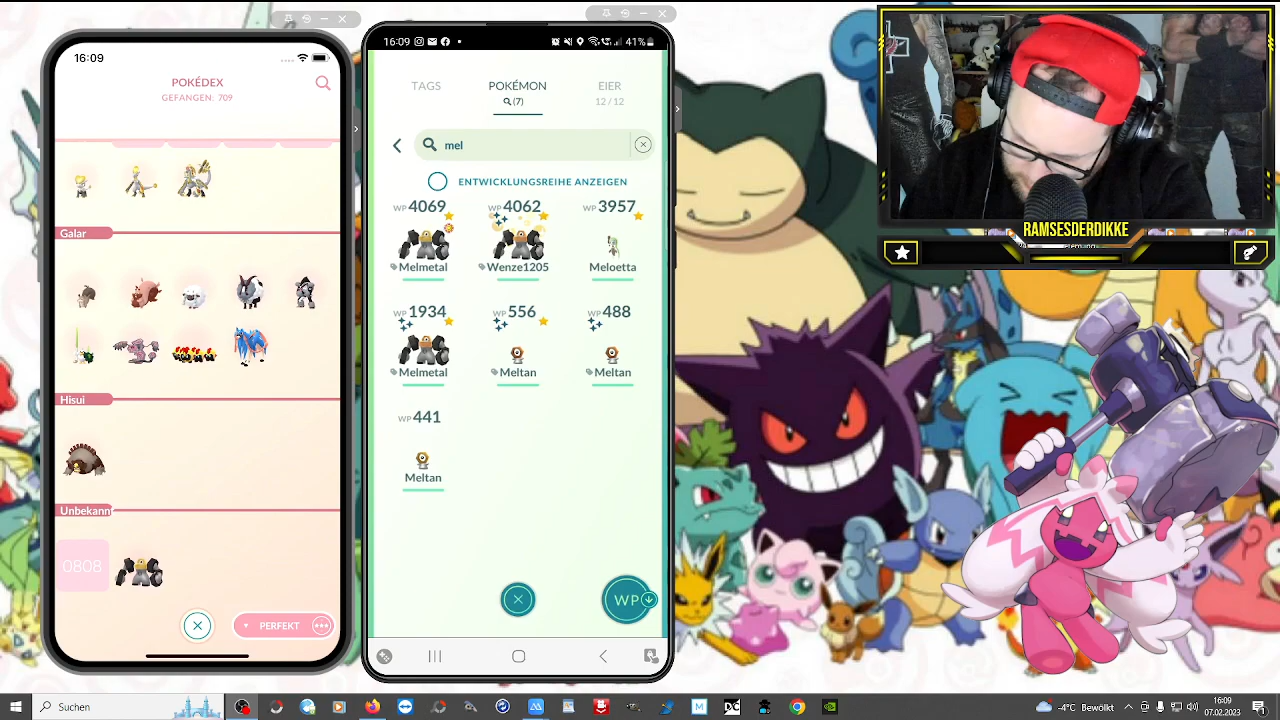 16:09
POKÉDEX
GEFANGEN: 709
Galar
Hisui
Unbekannt
0808
PERFEKT
16:09
41%
TAGS
POKÉMON
(7)
EIER
12 / 12
mel
ENTWICKLUNGSREIHE ANZEIGEN
WP 4069
WP 4062
WP 3957
Melmetal
Wenze1205
Meloetta
WP 1934
WP 556
WP 488
Melmetal
Meltan
Meltan
WP 441
Meltan
WP
RAMSESDERDIKKE
Suchen
16:09
07.02.2023